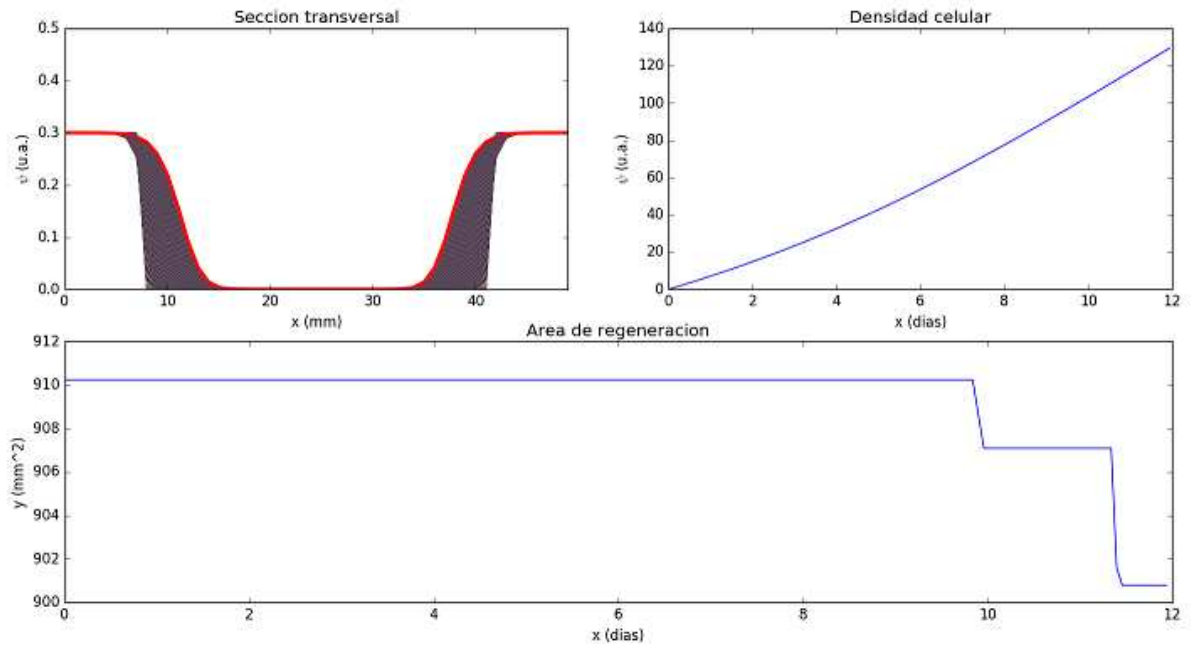 Seccion transversal
0.5
0.4
0.3
0.2
0.1
0.0
ψ (u.a.)
0 10 20 30 40
x (mm)
Densidad celular
140
120
100
80
60
40
20
0
ψ (u.a.)
0 2 4 6 8 10 12
x (dias)
Area de regeneracion
912
910
908
906
904
902
900
y (mm^2)
0 2 4 6 8 10 12
x (dias)